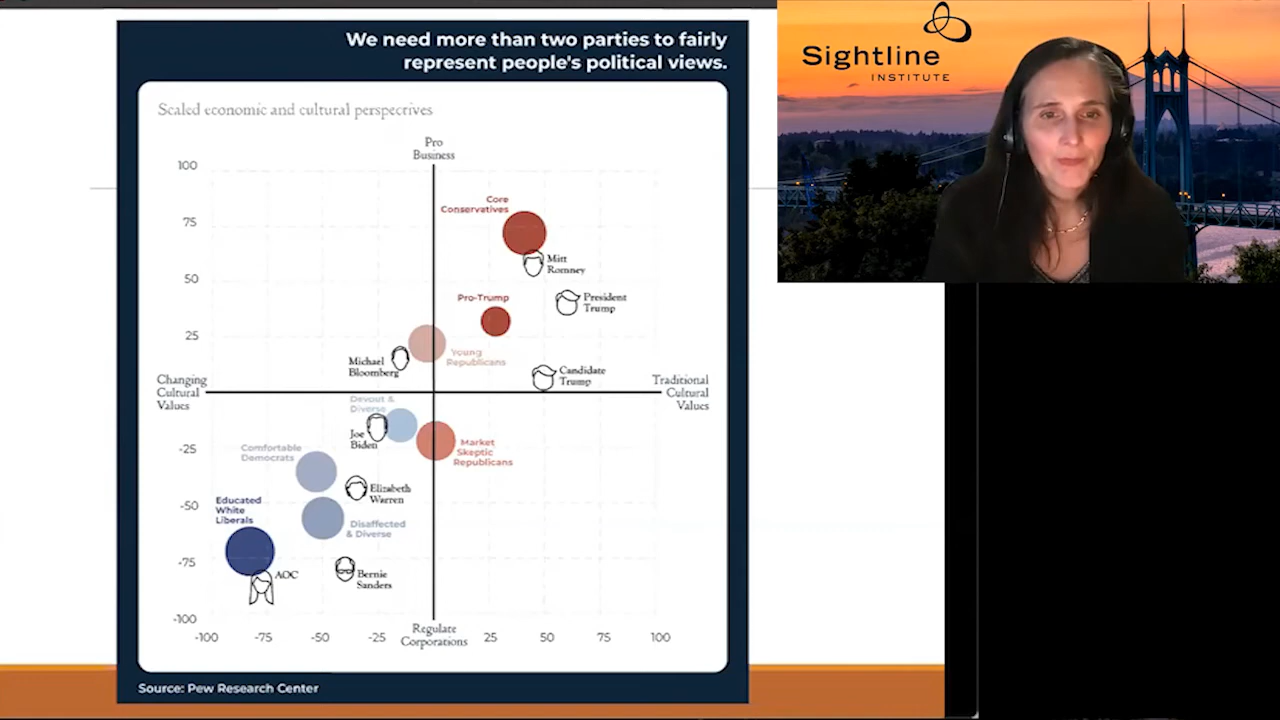 We need more than two parties to fairly
represent people's political views.
Scaled economic and cultural perspectives
Pro
Business
100
75
50
25
-25
-50
-75
-100
Core
Conservatives
Mitt
Romney
Pro-Trump
President
Trump
Young
Republicans
Michael
Bloomberg
Candidate
Trump
Changing
Cultural
Values
Traditional
Cultural
Values
Devout &
Diverse
Joe
Biden
Market
Skeptic
Republicans
Comfortable
Democrats
Elizabeth
Warren
Educated
White
Liberals
Disaffected
& Diverse
AOC
Bernie
Sanders
-100
-75
-50
-25
Regulate
Corporations
25
50
75
100
Source: Pew Research Center
Sightline
INSTITUTE